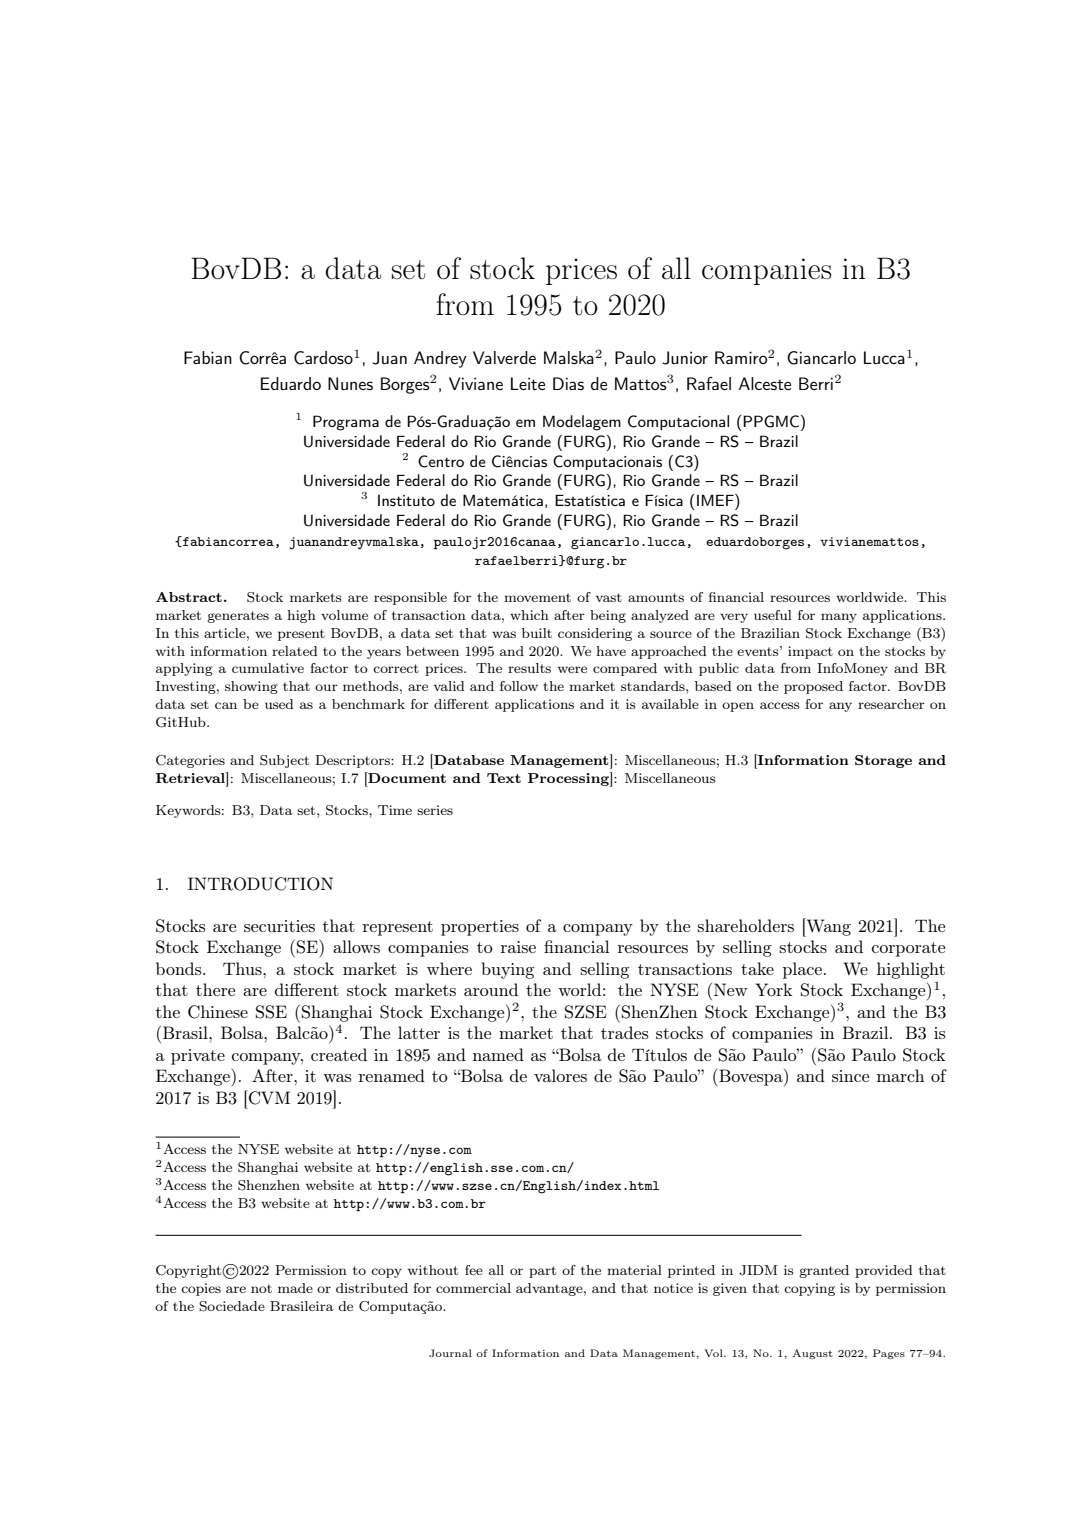 BovDB: a data set of stock prices of all companies in B3
from 1995 to 2020
Fabian Corrêa Cardoso¹, Juan Andrey Valverde Malska², Paulo Junior Ramiro², Giancarlo Lucca¹,
Eduardo Nunes Borges², Viviane Leite Dias de Mattos³, Rafael Alceste Berri²
¹ Programa de Pós-Graduação em Modelagem Computacional (PPGMC)
Universidade Federal do Rio Grande (FURG), Rio Grande – RS – Brazil
² Centro de Ciências Computacionais (C3)
Universidade Federal do Rio Grande (FURG), Rio Grande – RS – Brazil
³ Instituto de Matemática, Estatística e Física (IMEF)
Universidade Federal do Rio Grande (FURG), Rio Grande – RS – Brazil
{fabiancorrea, juanandreyvmalska, paulojr2016canaa, giancarlo.lucca, eduardoborges, vivianemattos,
rafaelberri}@furg.br
Abstract. Stock markets are responsible for the movement of vast amounts of financial resources worldwide. This
market generates a high volume of transaction data, which after being analyzed are very useful for many applications.
In this article, we present BovDB, a data set that was built considering a source of the Brazilian Stock Exchange (B3)
with information related to the years between 1995 and 2020. We have approached the events' impact on the stocks by
applying a cumulative factor to correct prices. The results were compared with public data from InfoMoney and BR
Investing, showing that our methods, are valid and follow the market standards, based on the proposed factor. BovDB
data set can be used as a benchmark for different applications and it is available in open access for any researcher on
GitHub.
Categories and Subject Descriptors: H.2 [Database Management]: Miscellaneous; H.3 [Information Storage and
Retrieval]: Miscellaneous; I.7 [Document and Text Processing]: Miscellaneous
Keywords: B3, Data set, Stocks, Time series
1. INTRODUCTION
Stocks are securities that represent properties of a company by the shareholders [Wang 2021]. The
Stock Exchange (SE) allows companies to raise financial resources by selling stocks and corporate
bonds. Thus, a stock market is where buying and selling transactions take place. We highlight
that there are different stock markets around the world: the NYSE (New York Stock Exchange)¹,
the Chinese SSE (Shanghai Stock Exchange)², the SZSE (ShenZhen Stock Exchange)³, and the B3
(Brasil, Bolsa, Balcão)⁴. The latter is the market that trades stocks of companies in Brazil. B3 is
a private company, created in 1895 and named as “Bolsa de Títulos de São Paulo” (São Paulo Stock
Exchange). After, it was renamed to “Bolsa de valores de São Paulo” (Bovespa) and since march of
2017 is B3 [CVM 2019].
¹Access the NYSE website at http://nyse.com
²Access the Shanghai website at http://english.sse.com.cn/
³Access the Shenzhen website at http://www.szse.cn/English/index.html
⁴Access the B3 website at http://www.b3.com.br
Copyright©2022 Permission to copy without fee all or part of the material printed in JIDM is granted provided that
the copies are not made or distributed for commercial advantage, and that notice is given that copying is by permission
of the Sociedade Brasileira de Computação.
Journal of Information and Data Management, Vol. 13, No. 1, August 2022, Pages 77–94.